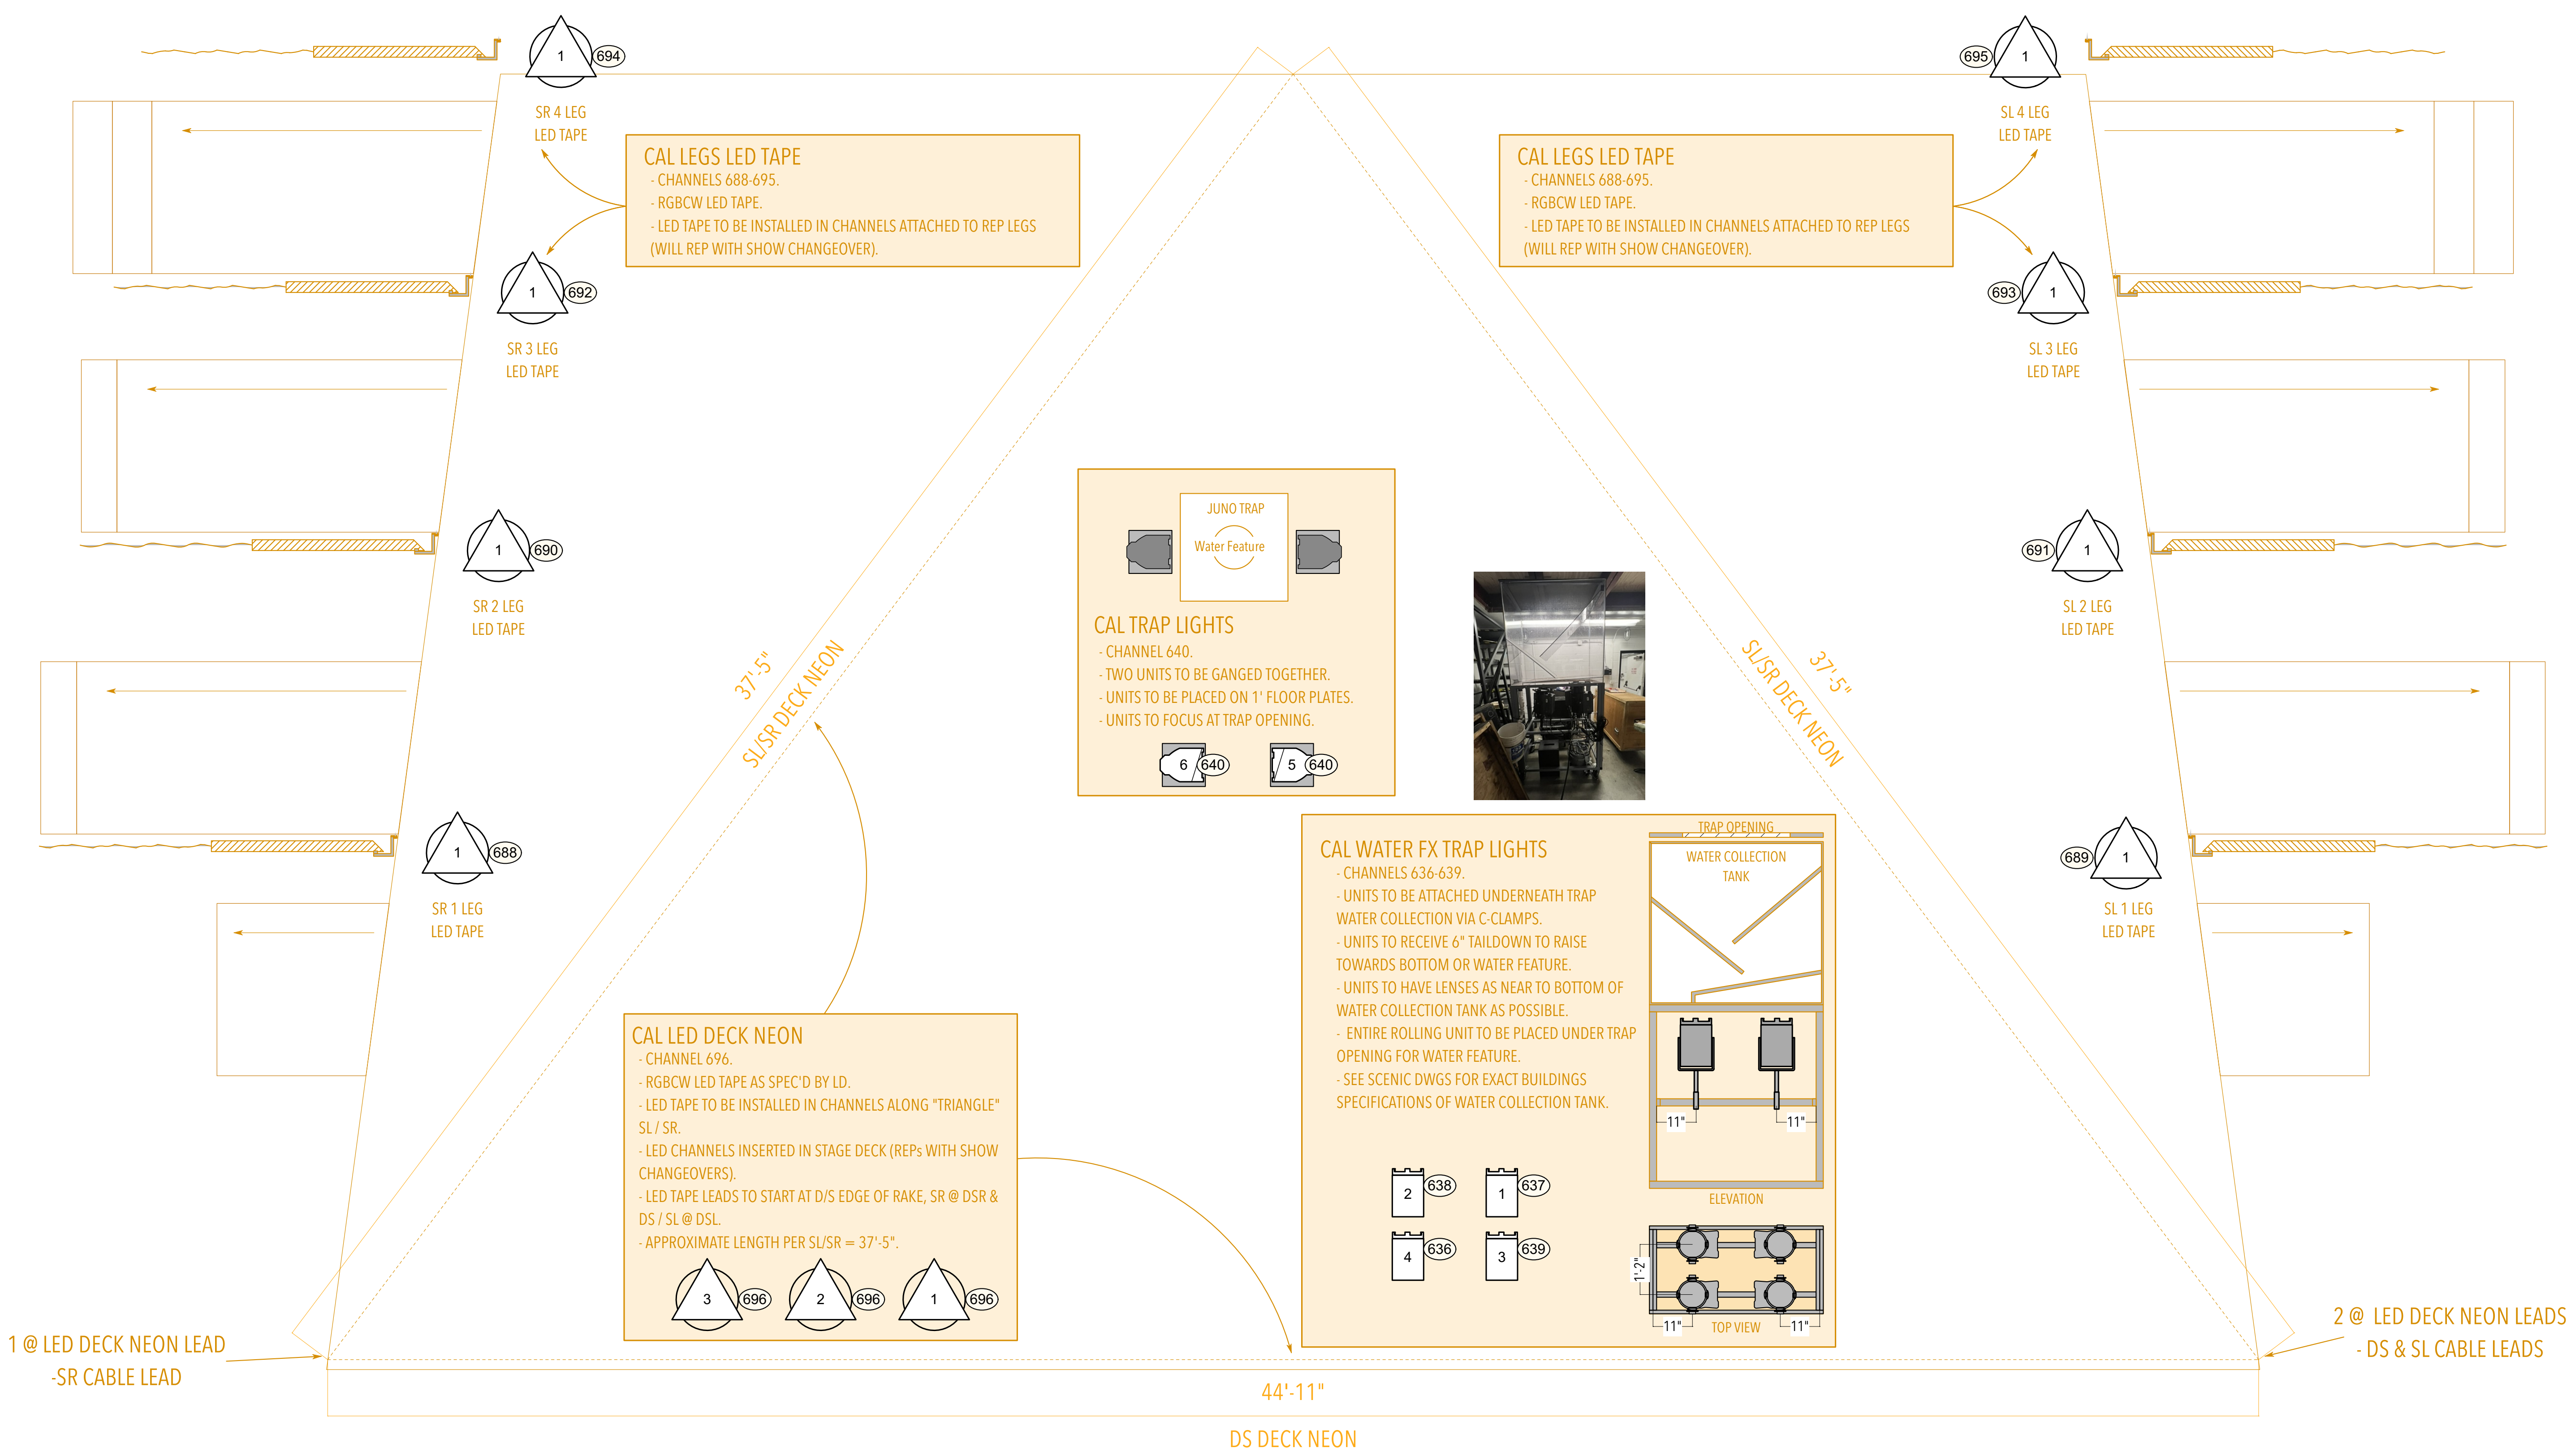 1
694
SR 4 LEG
LED TAPE
695
1
SL 4 LEG
LED TAPE
CAL LEGS LED TAPE
- CHANNELS 688-695.
- RGBCW LED TAPE.
- LED TAPE TO BE INSTALLED IN CHANNELS ATTACHED TO REP LEGS
(WILL REP WITH SHOW CHANGEOVER).
CAL LEGS LED TAPE
- CHANNELS 688-695.
- RGBCW LED TAPE.
- LED TAPE TO BE INSTALLED IN CHANNELS ATTACHED TO REP LEGS
(WILL REP WITH SHOW CHANGEOVER).
1
692
SR 3 LEG
LED TAPE
693
1
SL 3 LEG
LED TAPE
1
690
SR 2 LEG
LED TAPE
691
1
SL 2 LEG
LED TAPE
JUNO TRAP
Water Feature
CAL TRAP LIGHTS
- CHANNEL 640.
- TWO UNITS TO BE GANGED TOGETHER.
- UNITS TO BE PLACED ON 1' FLOOR PLATES.
- UNITS TO FOCUS AT TRAP OPENING.
6
640
5
640
37'-5"
SL/SR DECK NEON
37'-5"
SL/SR DECK NEON
1
688
SR 1 LEG
LED TAPE
689
1
SL 1 LEG
LED TAPE
CAL WATER FX TRAP LIGHTS
- CHANNELS 636-639.
- UNITS TO BE ATTACHED UNDERNEATH TRAP
WATER COLLECTION VIA C-CLAMPS.
- UNITS TO RECEIVE 6" TAILDOWN TO RAISE
TOWARDS BOTTOM OR WATER FEATURE.
- UNITS TO HAVE LENSES AS NEAR TO BOTTOM OF
WATER COLLECTION TANK AS POSSIBLE.
- ENTIRE ROLLING UNIT TO BE PLACED UNDER TRAP
OPENING FOR WATER FEATURE.
- SEE SCENIC DWGS FOR EXACT BUILDINGS
SPECIFICATIONS OF WATER COLLECTION TANK.
2
638
1
637
4
636
3
639
TRAP OPENING
WATER COLLECTION
TANK
11"
11"
ELEVATION
1'-2"
11"
11"
TOP VIEW
CAL LED DECK NEON
- CHANNEL 696.
- RGBCW LED TAPE AS SPEC'D BY LD.
- LED TAPE TO BE INSTALLED IN CHANNELS ALONG "TRIANGLE"
SL / SR.
- LED CHANNELS INSERTED IN STAGE DECK (REPs WITH SHOW
CHANGEOVERS).
- LED TAPE LEADS TO START AT D/S EDGE OF RAKE, SR @ DSR &
DS / SL @ DSL.
- APPROXIMATE LENGTH PER SL/SR = 37'-5".
3
696
2
696
1
696
1 @ LED DECK NEON LEAD
-SR CABLE LEAD
2 @ LED DECK NEON LEADS
- DS & SL CABLE LEADS
44'-11"
DS DECK NEON